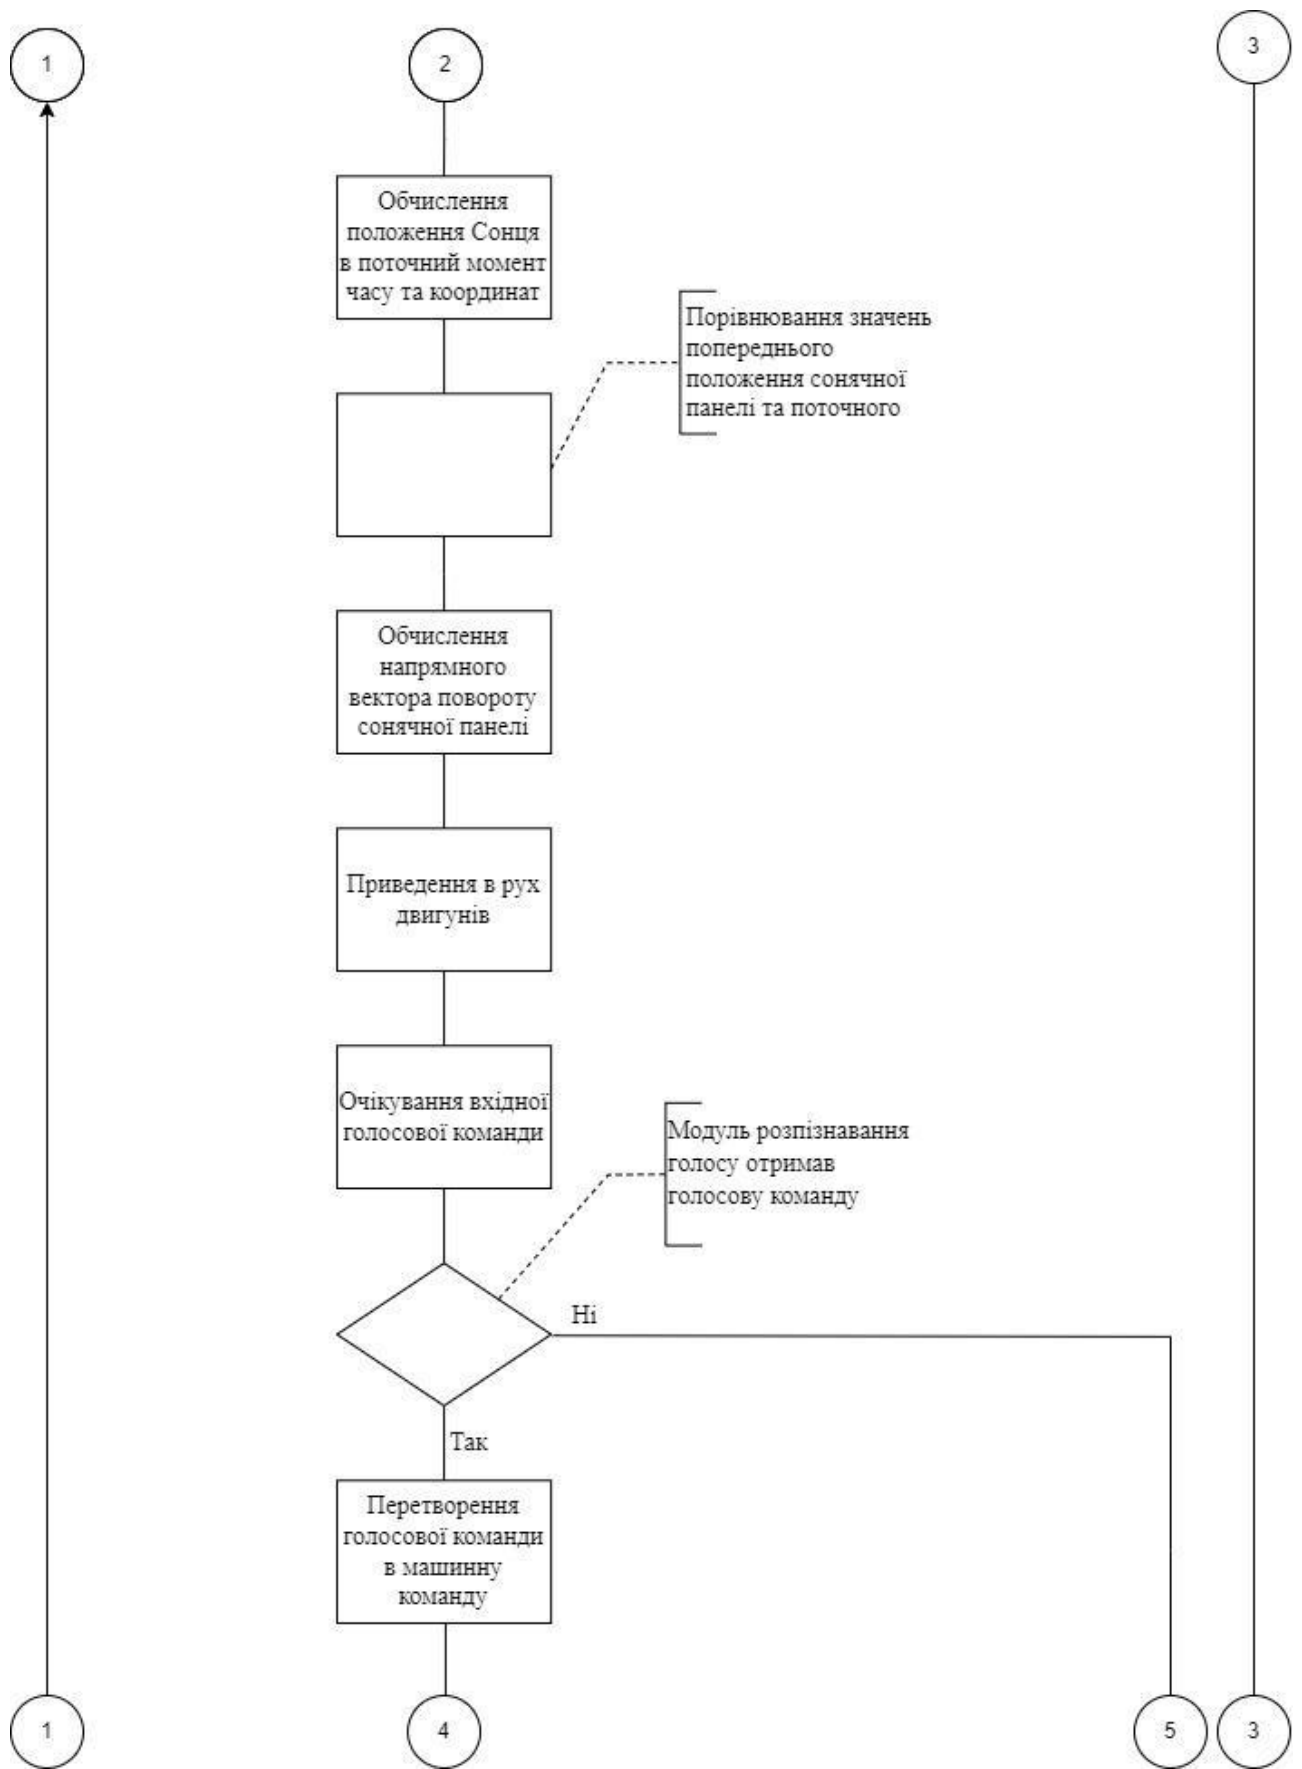 1
2
3
Обчислення
положення Сонця
в поточний момент
часу та координат
Порівнювання значень
попереднього
положення сонячної
панелі та поточного
Обчислення
напрямного
вектора повороту
сонячної панелі
Приведення в рух
двигунів
Очікування вхідної
голосової команди
Модуль розпізнавання
голосу отримав
голосову команду
Ні
Так
Перетворення
голосової команди
в машинну
команду
1
4
5
3